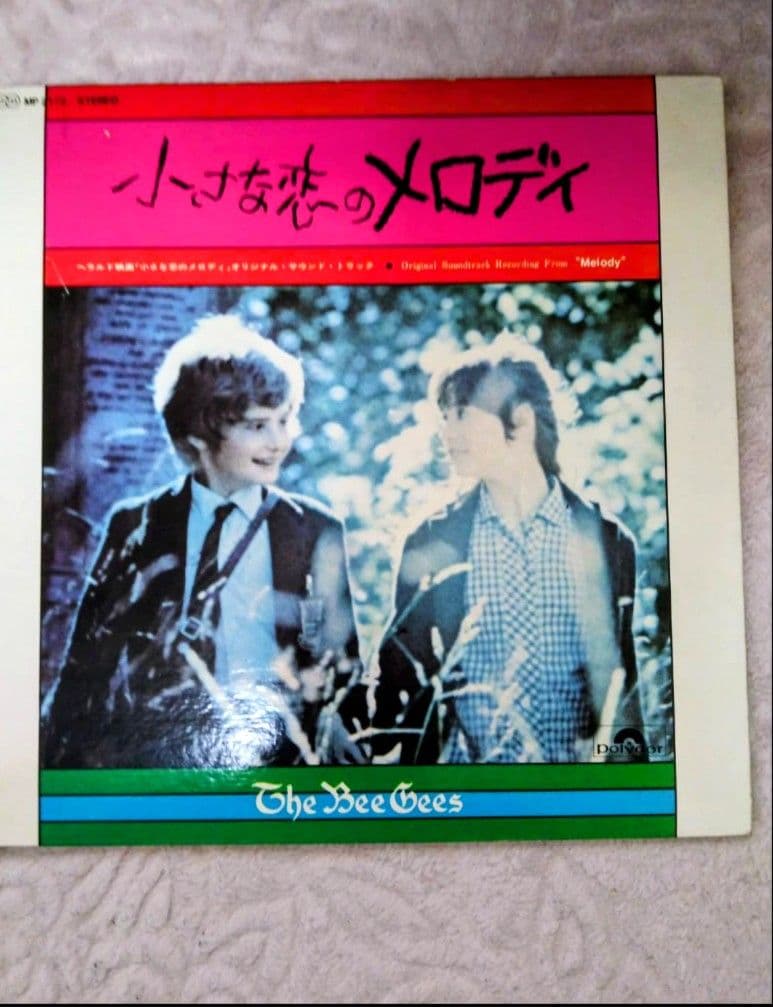 MP STEREO
小さな恋のメロディ
ヘラルド映画「小さな恋のメロディ」オリジナル・サウンド・トラック ● Original Soundtrack Recording From "Melody"
polydor
The Bee Gees